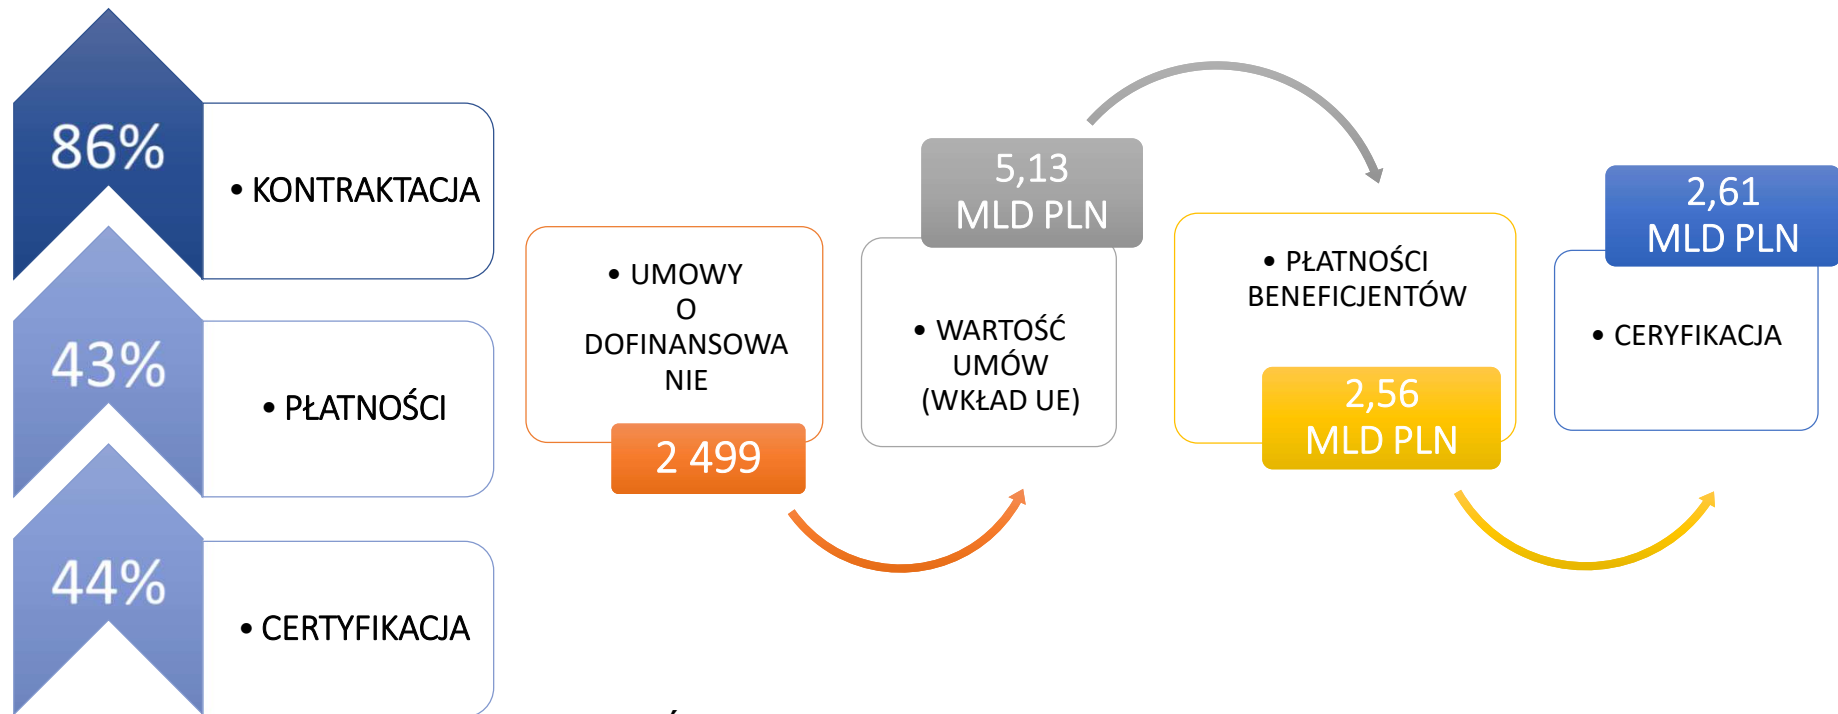 86%
• KONTRAKTACJA
43%
• PŁATNOŚCI
44%
• CERTYFIKACJA
• UMOWY
O
DOFINANSOWA
NIE
2 499
5,13
MLD PLN
• WARTOŚĆ
UMÓW
(WKŁAD UE)
• PŁATNOŚCI
BENEFICJENTÓW
2,56
MLD PLN
2,61
MLD PLN
• CERYFIKACJA